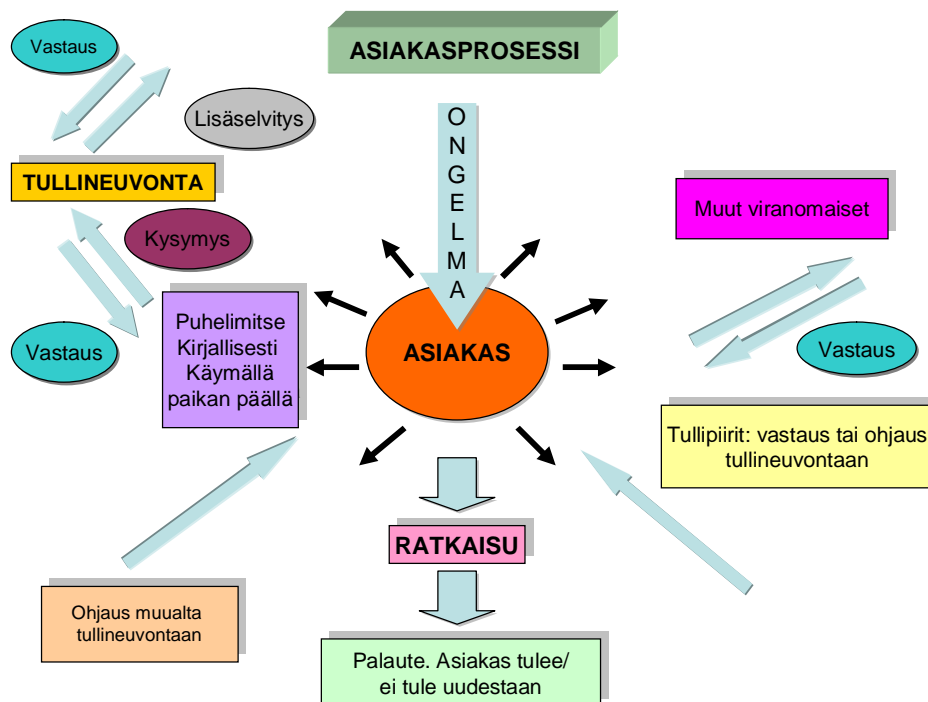 ASIAKASPROSESSI
Vastaus
Lisäselvitys
TULLINEUVONTA
Kysymys
Vastaus
Puhelimitse
Kirjallisesti
Käymällä
paikan päällä
ONGELMA
ASIAKAS
Muut viranomaiset
Vastaus
Tullipiirit: vastaus tai ohjaus
tullineuvontaan
RATKAISU
Ohjaus muualta
tullineuvontaan
Palaute. Asiakas tulee/
ei tule uudestaan